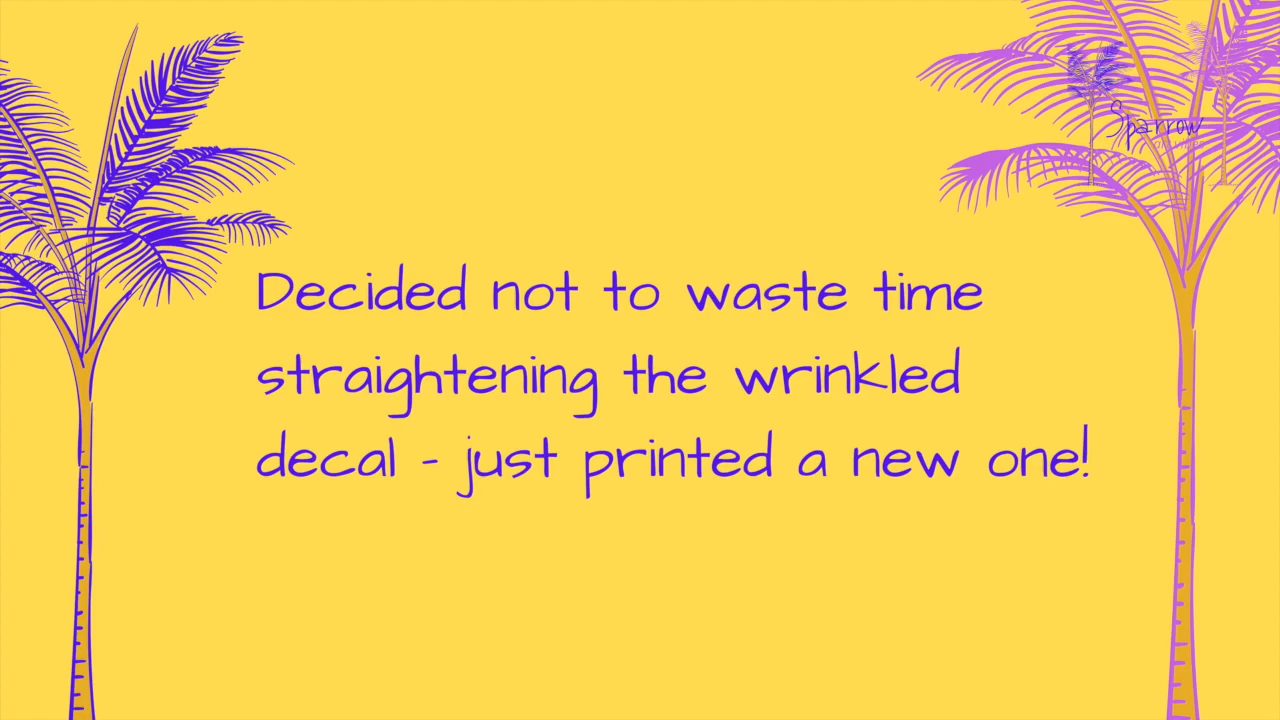 Sparrow
Decided not to waste time
straightening the wrinkled
decal - just printed a new one!